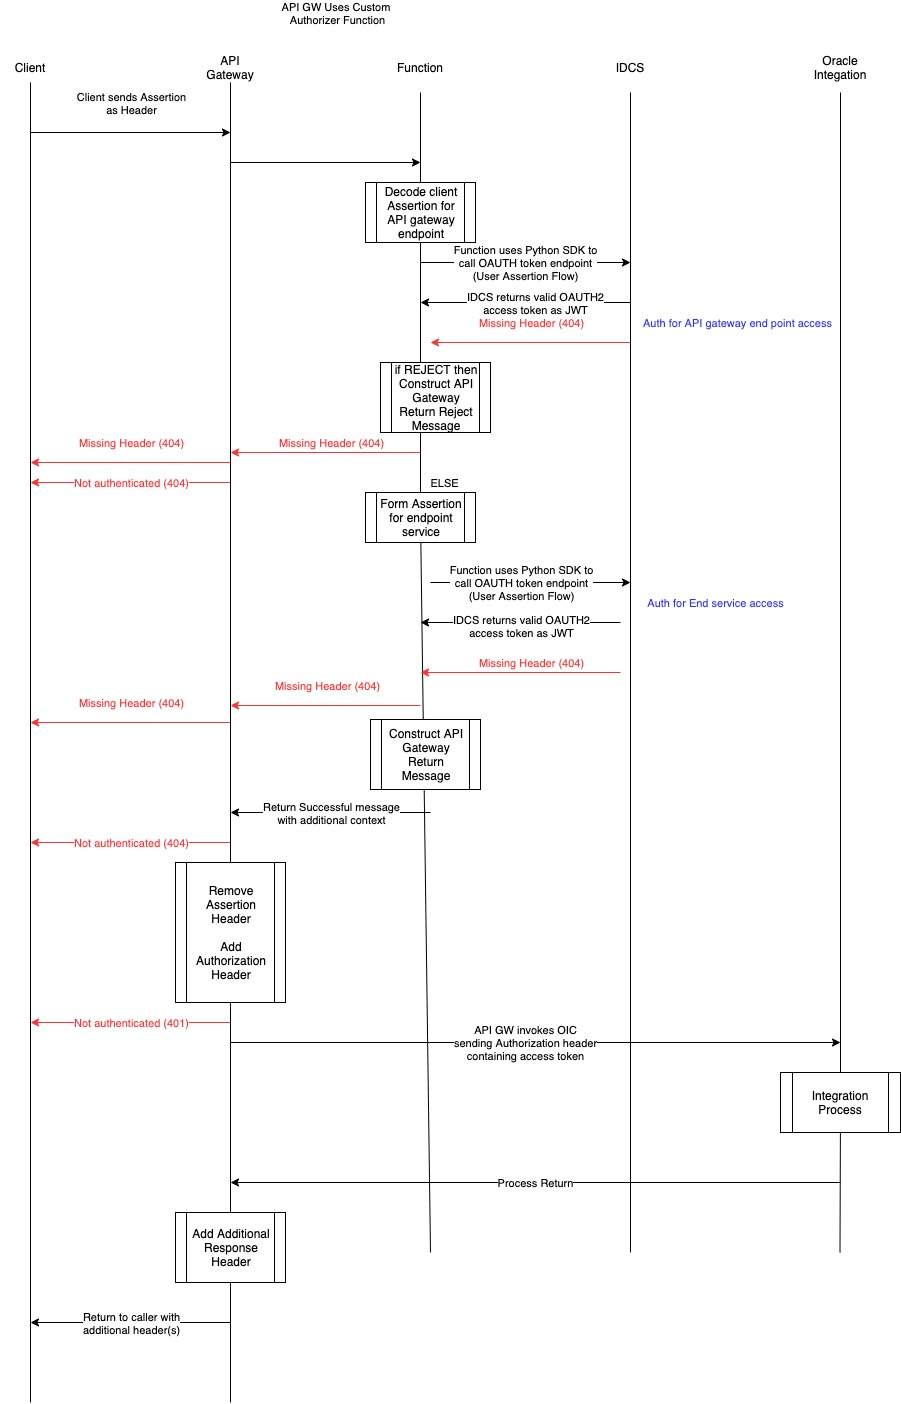 API GW Uses Custom
Authorizer Function
Client
API
Gateway
Function
IDCS
Oracle
Integation
Client sends Assertion
as Header
Decode client
Assertion for
API gateway
endpoint
Function uses Python SDK to
call OAUTH token endpoint
(User Assertion Flow)
IDCS returns valid OAUTH2
access token as JWT
Missing Header (404)
Auth for API gateway end point access
if REJECT then
Construct API
Gateway
Return Reject
Message
Missing Header (404)
Missing Header (404)
Not authenticated (404)
ELSE
Form Assertion
for endpoint
service
Function uses Python SDK to
call OAUTH token endpoint
(User Assertion Flow)
Auth for End service access
IDCS returns valid OAUTH2
access token as JWT
Missing Header (404)
Missing Header (404)
Missing Header (404)
Construct API
Gateway
Return
Message
Return Successful message
with additional context
Not authenticated (404)
Remove
Assertion
Header
Add
Authorization
Header
Not authenticated (401)
API GW invokes OIC
sending Authorization header
containing access token
Integration
Process
Process Return
Add Additional
Response
Header
Return to caller with
additional header(s)